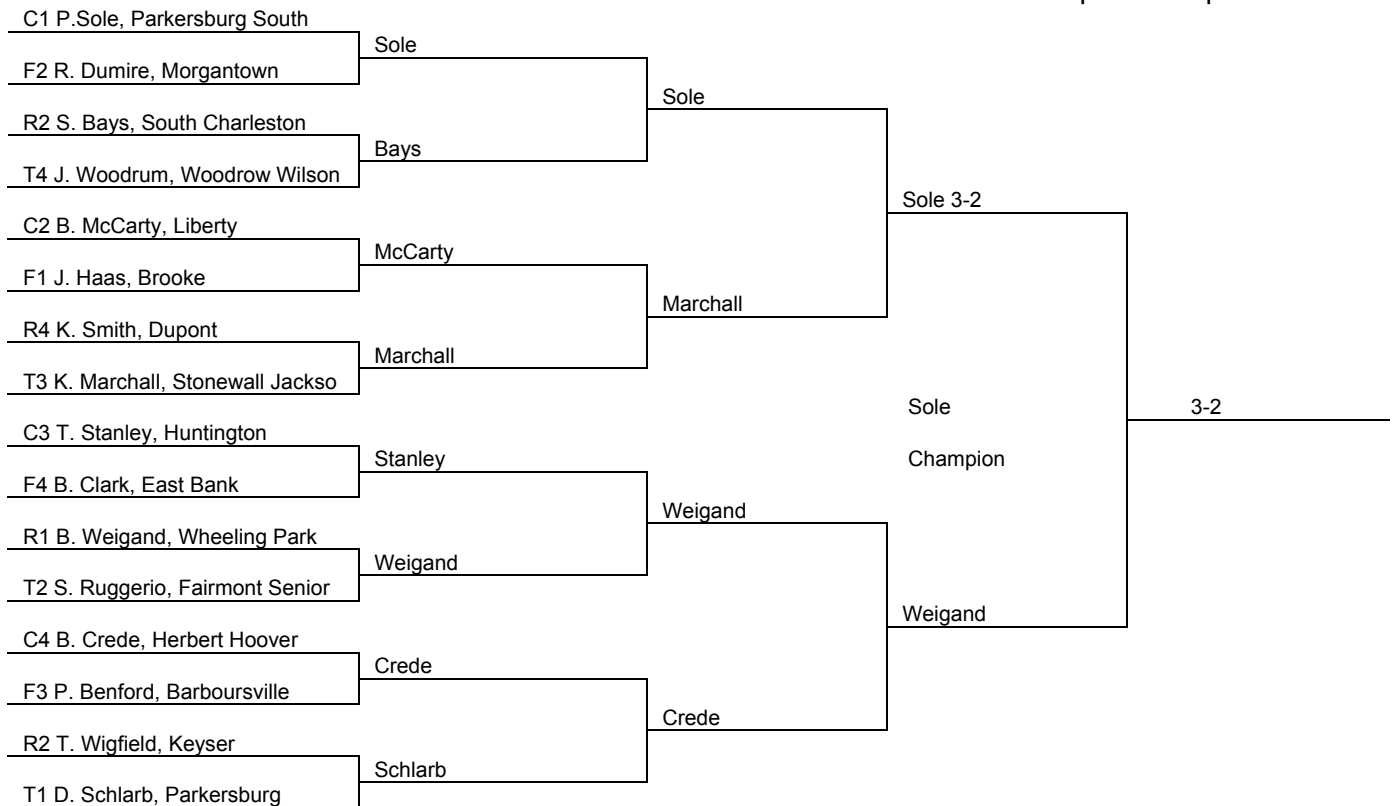 C1 P.Sole, Parkersburg South
Sole
F2 R. Dumire, Morgantown
Sole
R2 S. Bays, South Charleston
Bays
T4 J. Woodrum, Woodrow Wilson
Sole 3-2
C2 B. McCarty, Liberty
McCarty
F1 J. Haas, Brooke
Marchall
R4 K. Smith, Dupont
Marchall
T3 K. Marchall, Stonewall Jackso
Sole 3-2
C3 T. Stanley, Huntington
Stanley
Champion
F4 B. Clark, East Bank
Weigand
R1 B. Weigand, Wheeling Park
Weigand
T2 S. Ruggerio, Fairmont Senior
Weigand
C4 B. Crede, Herbert Hoover
Crede
F3 P. Benford, Barboursville
Crede
R2 T. Wigfield, Keyser
Schlarb
T1 D. Schlarb, Parkersburg